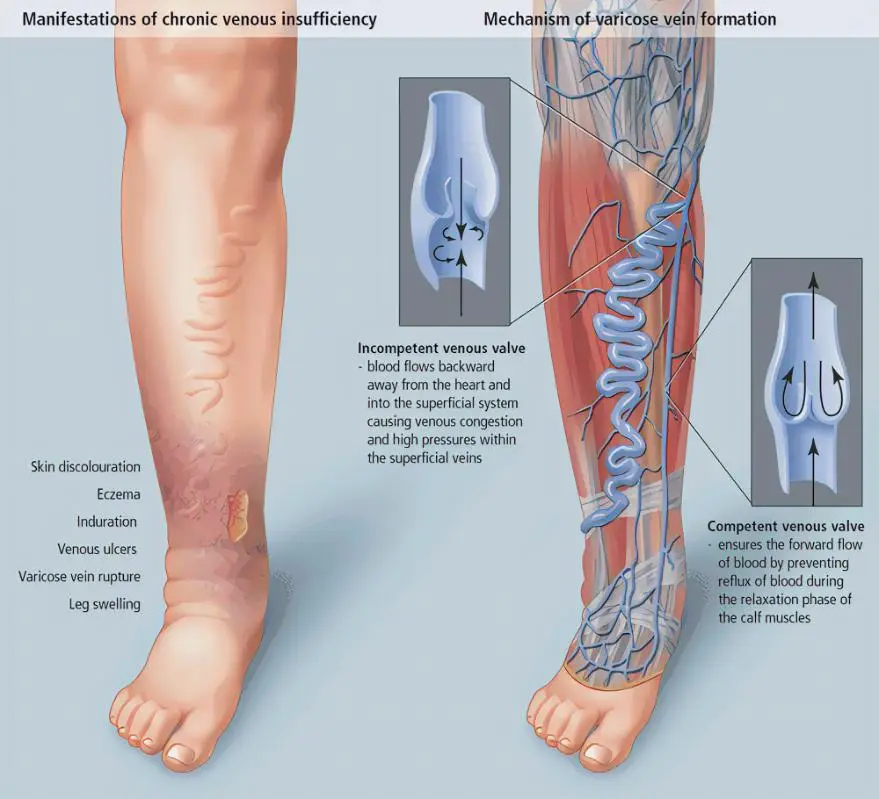 Manifestations of chronic venous insufficiency
Mechanism of varicose vein formation
Incompetent venous valve
- blood flows backward
away from the heart and
into the superficial system
causing venous congestion
and high pressures within
the superficial veins
Skin discolouration
Eczema
Induration
Venous ulcers
Varicose vein rupture
Leg swelling
Competent venous valve
- ensures the forward flow
of blood by preventing
reflux of blood during
the relaxation phase of
the calf muscles